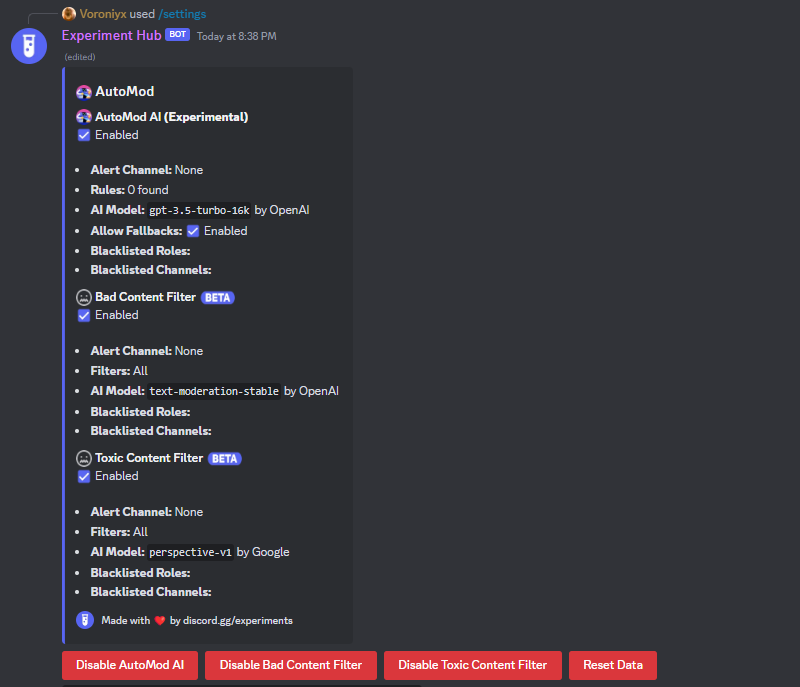 Voroniyx used /settings
Experiment Hub BOT Today at 8:38 PM
(edited)
AutoMod
AutoMod AI (Experimental)
Enabled
• Alert Channel: None
• Rules: 0 found
• AI Model: gpt-3.5-turbo-16k by OpenAI
• Allow Fallbacks: Enabled
• Blacklisted Roles:
• Blacklisted Channels:
Bad Content Filter BETA
Enabled
• Alert Channel: None
• Filters: All
• AI Model: text-moderation-stable by OpenAI
• Blacklisted Roles:
• Blacklisted Channels:
Toxic Content Filter BETA
Enabled
• Alert Channel: None
• Filters: All
• AI Model: perspective-v1 by Google
• Blacklisted Roles:
• Blacklisted Channels:
Made with ❤️ by discord.gg/experiments
Disable AutoMod AI Disable Bad Content Filter Disable Toxic Content Filter Reset Data